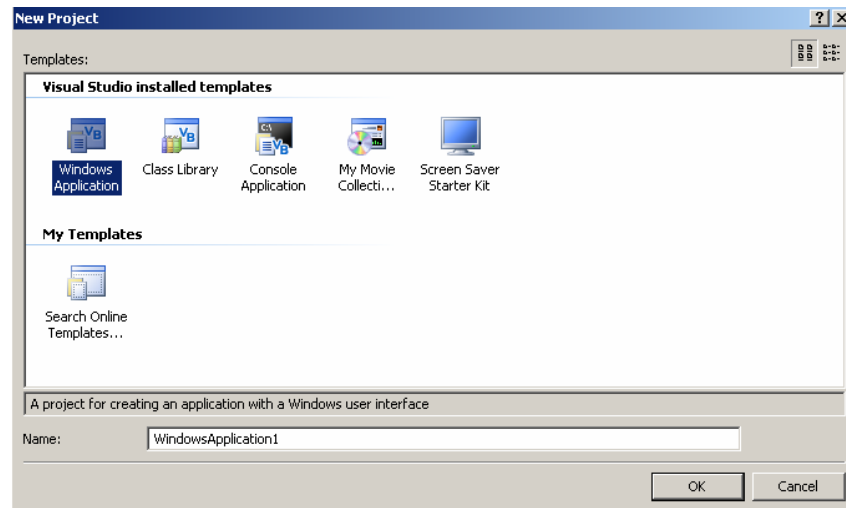 New Project
Templates:
Visual Studio installed templates
Windows Application
Class Library
Console Application
My Movie Collecti...
Screen Saver Starter Kit
My Templates
Search Online Templates...
A project for creating an application with a Windows user interface
Name: WindowsApplication1
OK Cancel